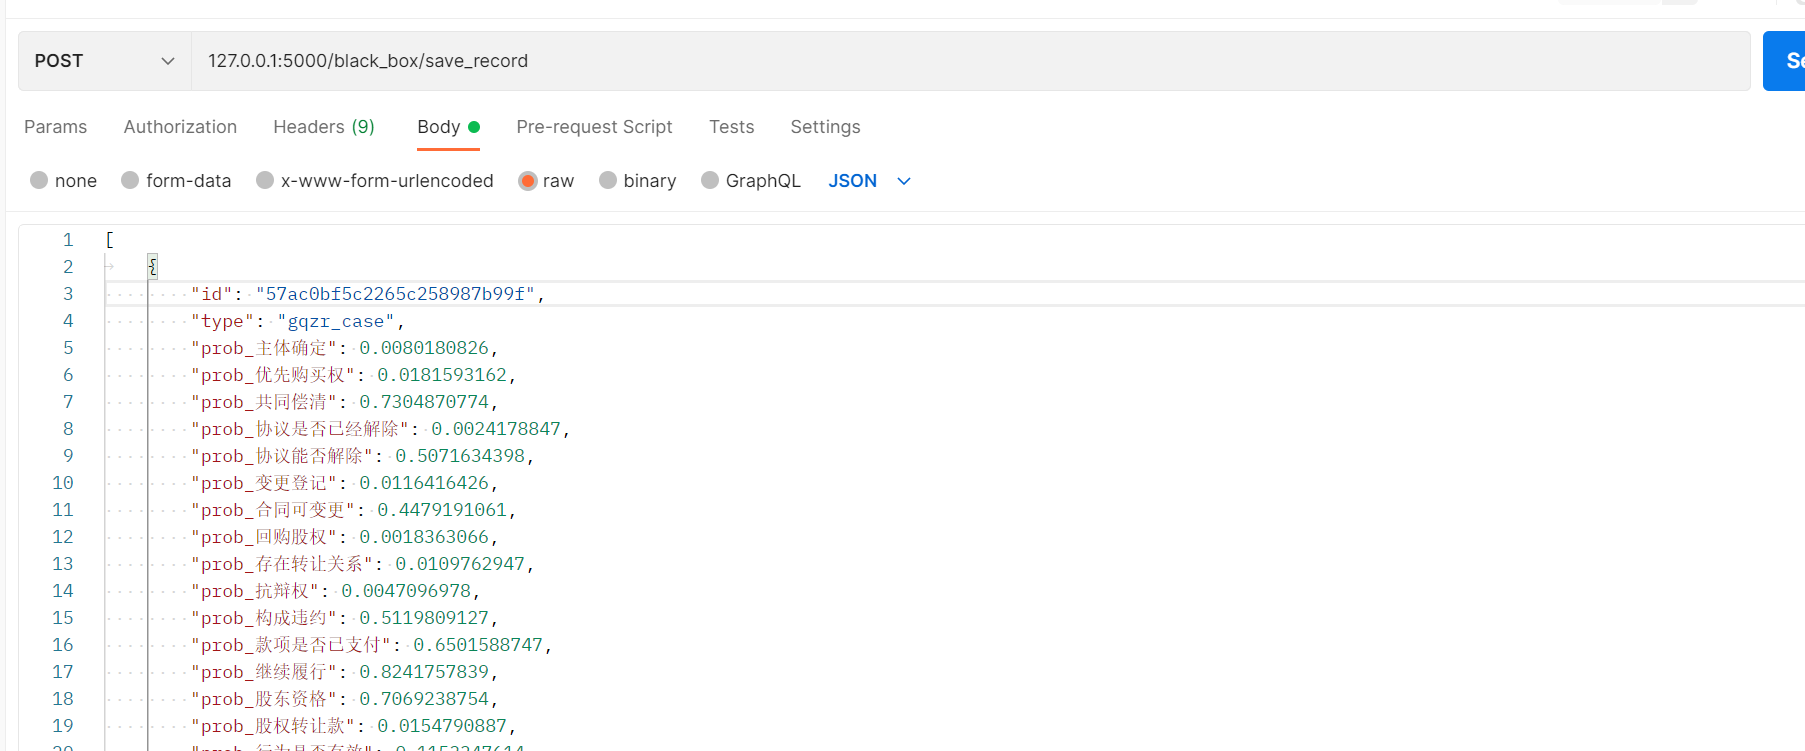 POST 127.0.0.1:5000/black_box/save_record
Params Authorization Headers (9) Body Pre-request Script Tests Settings
none form-data x-www-form-urlencoded raw binary GraphQL JSON
1 [
2 {
3 "id": "57ac0bf5c2265c258987b99f",
4 "type": "gqzr_case",
5 "prob_主体确定": 0.0080180826,
6 "prob_优先购买权": 0.0181593162,
7 "prob_共同偿清": 0.7304870774,
8 "prob_协议是否已经解除": 0.0024178847,
9 "prob_协议能否解除": 0.5071634398,
10 "prob_变更登记": 0.0116416426,
11 "prob_合同可变更": 0.4479191061,
12 "prob_回购股权": 0.0018363066,
13 "prob_存在转让关系": 0.0109762947,
14 "prob_抗辩权": 0.0047096978,
15 "prob_构成违约": 0.5119809127,
16 "prob_款项是否已支付": 0.6501588747,
17 "prob_继续履行": 0.8241757839,
18 "prob_股东资格": 0.7069238754,
19 "prob_股权转让款": 0.0154790887,